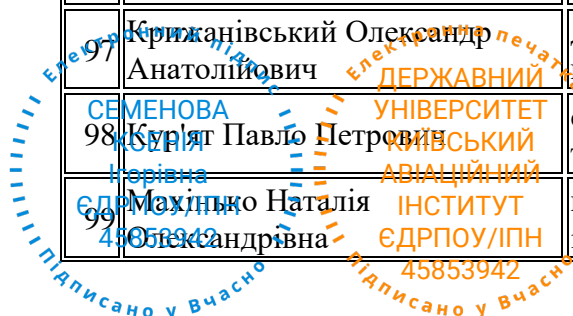 97 Крижанівський Олександр
Анатолійович
98 Кур'ят Павло Петрович
99 Махінько Наталія
Олександрівна
Електронний підпис
СЕМЕНОВА
КСЕНІЯ
Ігорівна
ЄДРПОУ/ІПН
45853942
Підписано у Вчасно
Електронна печатка
ДЕРЖАВНИЙ
УНІВЕРСИТЕТ
КИЇВСЬКИЙ
АВІАЦІЙНИЙ
ІНСТИТУТ
ЄДРПОУ/ІПН
45853942
Підписано у Вчасно